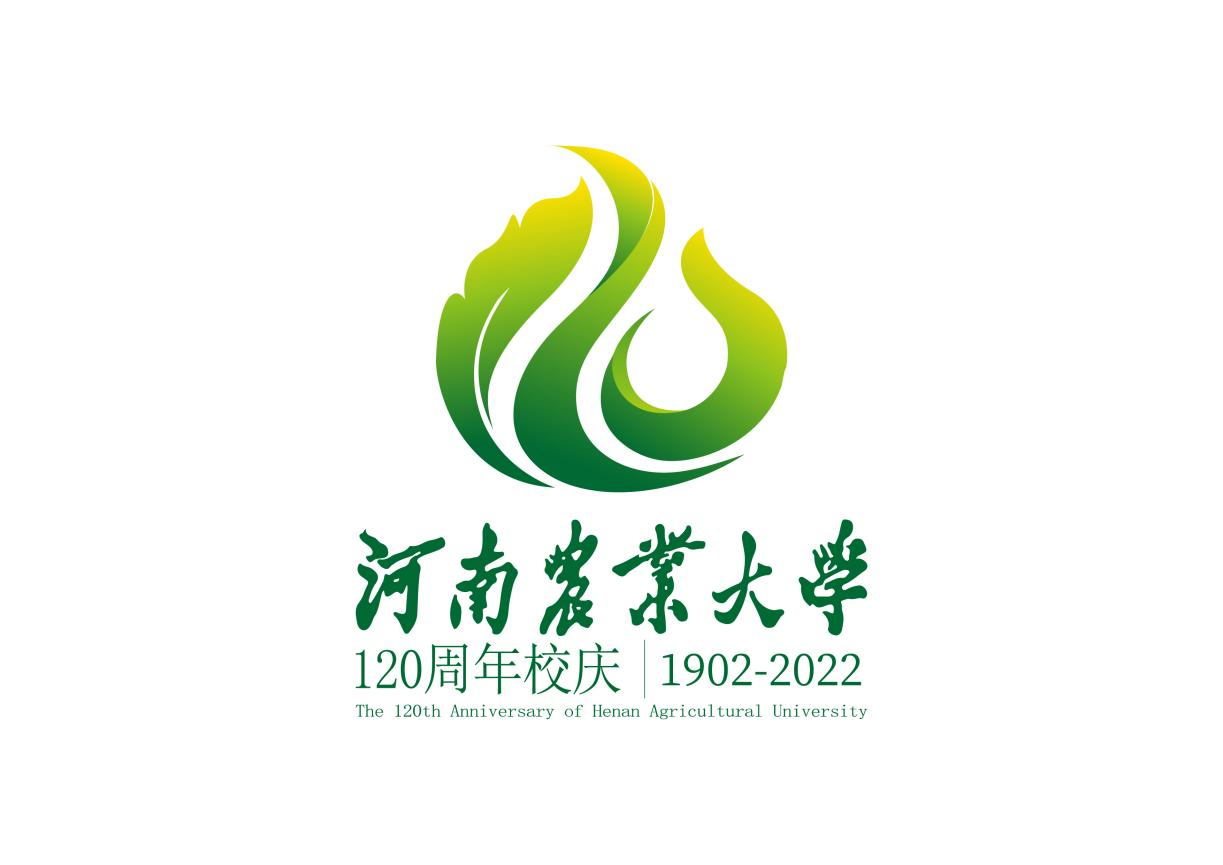 河南農業大學
120周年校庆 1902-2022
The 120th Anniversary of Henan Agricultural University